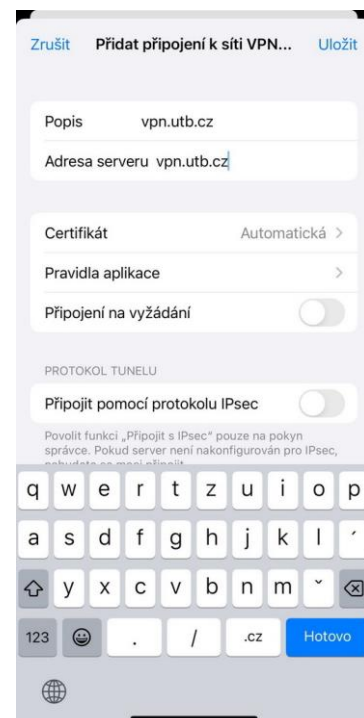 Zrušit Přidat připojení k síti VPN... Uložit
Popis vpn.utb.cz
Adresa serveru vpn.utb.cz
Certifikát Automatická >
Pravidla aplikace >
Připojení na vyžádání
PROTOKOL TUNELU
Připojit pomocí protokolu IPsec
Povolit funkci „Připojit s IPsec“ pouze na pokyn
správce. Pokud server není nakonfigurován pro IPsec,
q w e r t z u i o p
a s d f g h j k l ´
y x c v b n m ˇ
123 . / .cz Hotovo